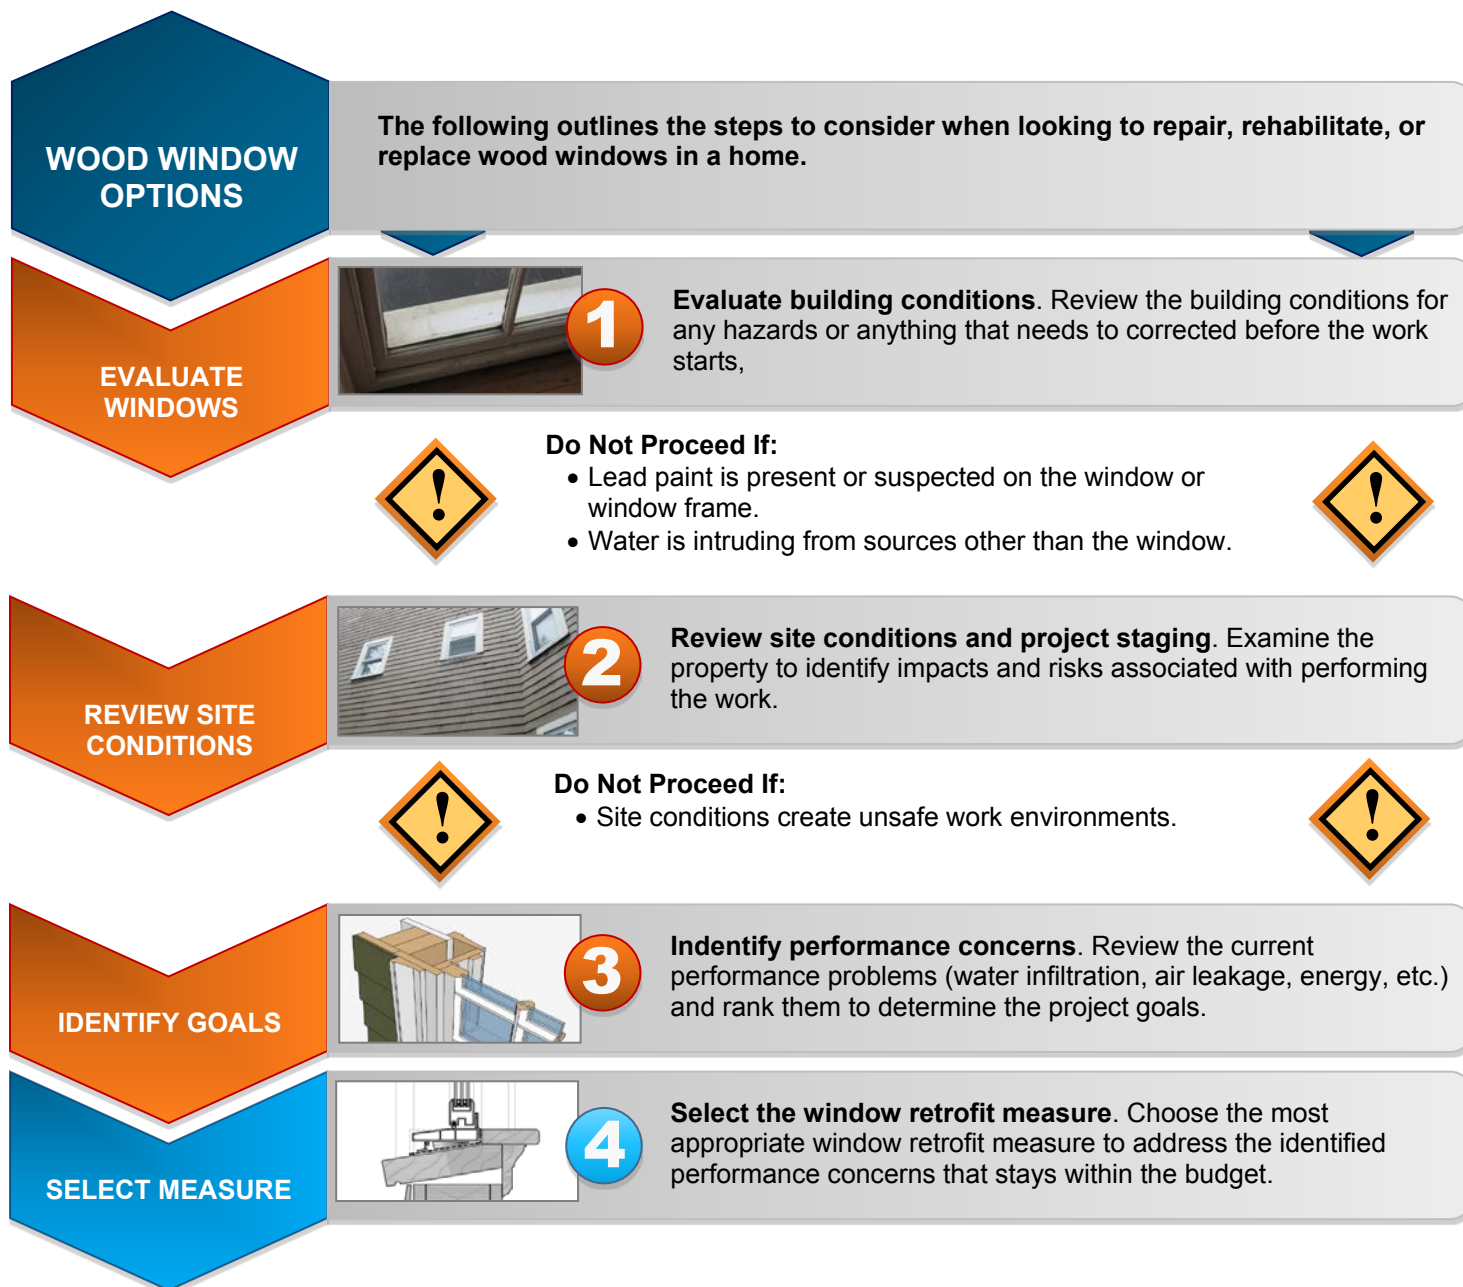 WOOD WINDOW
OPTIONS
The following outlines the steps to consider when looking to repair, rehabilitate, or
replace wood windows in a home.
EVALUATE
WINDOWS
1
Evaluate building conditions. Review the building conditions for
any hazards or anything that needs to corrected before the work
starts,
!
Do Not Proceed If:
• Lead paint is present or suspected on the window or
window frame.
• Water is intruding from sources other than the window.
!
REVIEW SITE
CONDITIONS
2
Review site conditions and project staging. Examine the
property to identify impacts and risks associated with performing
the work.
!
Do Not Proceed If:
• Site conditions create unsafe work environments.
!
IDENTIFY GOALS
3
Indentify performance concerns. Review the current
performance problems (water infiltration, air leakage, energy, etc.)
and rank them to determine the project goals.
SELECT MEASURE
4
Select the window retrofit measure. Choose the most
appropriate window retrofit measure to address the identified
performance concerns that stays within the budget.